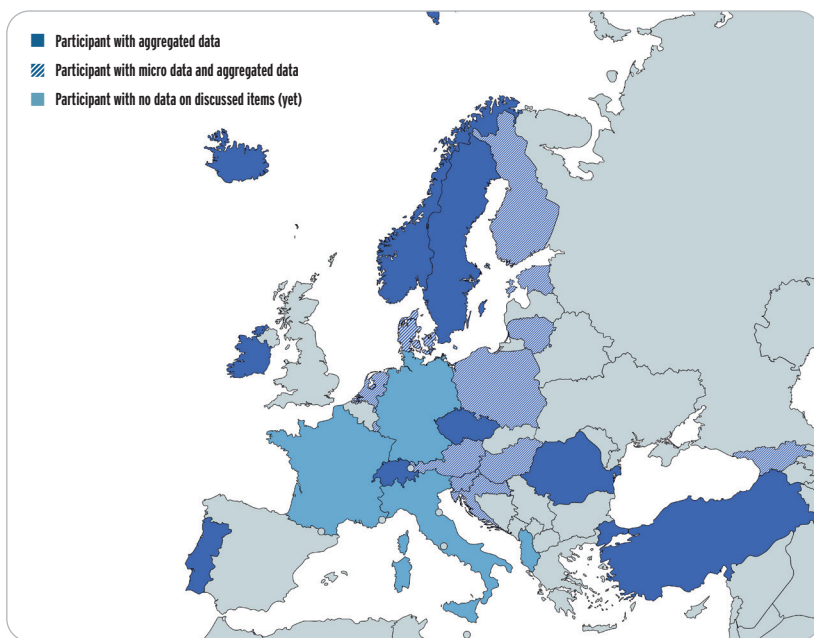 Participant with aggregated data
Participant with micro data and aggregated data
Participant with no data on discussed items (yet)